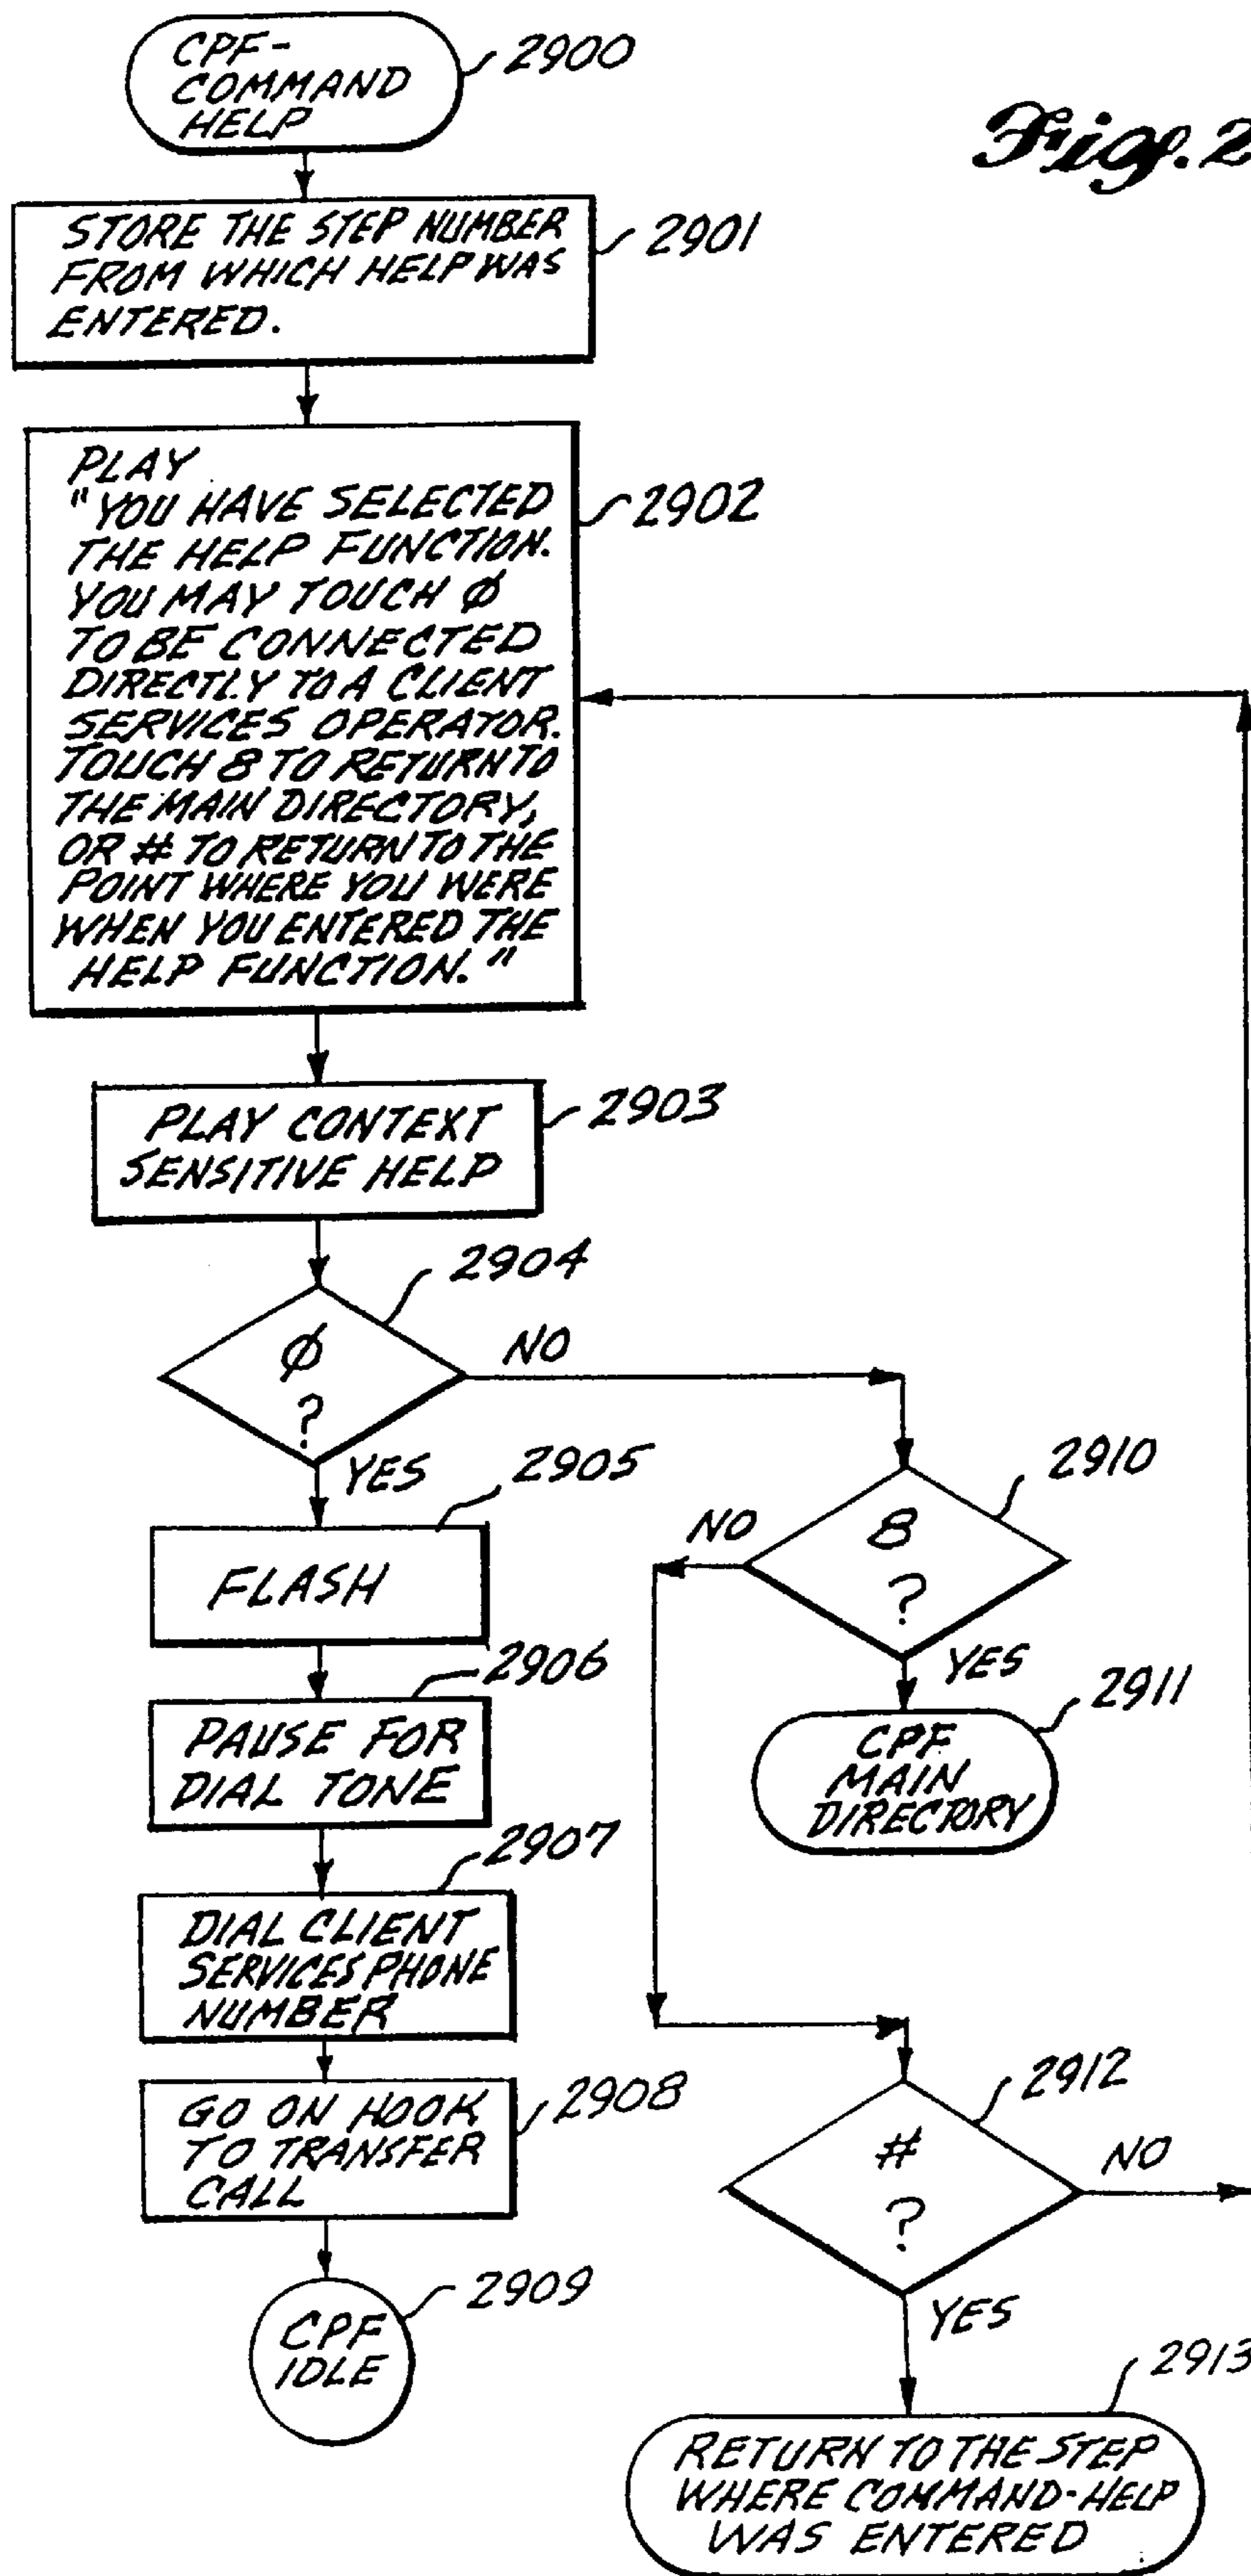 CPF-
COMMAND
HELP
2900
Fig. 2
STORE THE STEP NUMBER
FROM WHICH HELP WAS
ENTERED.
2901
PLAY
"YOU HAVE SELECTED
THE HELP FUNCTION.
YOU MAY TOUCH Ø
TO BE CONNECTED
DIRECTLY TO A CLIENT
SERVICES OPERATOR.
TOUCH 8 TO RETURN TO
THE MAIN DIRECTORY,
OR # TO RETURN TO THE
POINT WHERE YOU WERE
WHEN YOU ENTERED THE
HELP FUNCTION."
2902
PLAY CONTEXT
SENSITIVE HELP
2903
Ø
?
2904
NO
YES
FLASH
2905
8
?
2910
NO
YES
PAUSE FOR
DIAL TONE
2906
CPF
MAIN
DIRECTORY
2911
DIAL CLIENT
SERVICES PHONE
NUMBER
2907
GO ON HOOK
TO TRANSFER
CALL
2908
#
?
2912
NO
YES
CPF
IDLE
2909
RETURN TO THE STEP
WHERE COMMAND-HELP
WAS ENTERED
2913